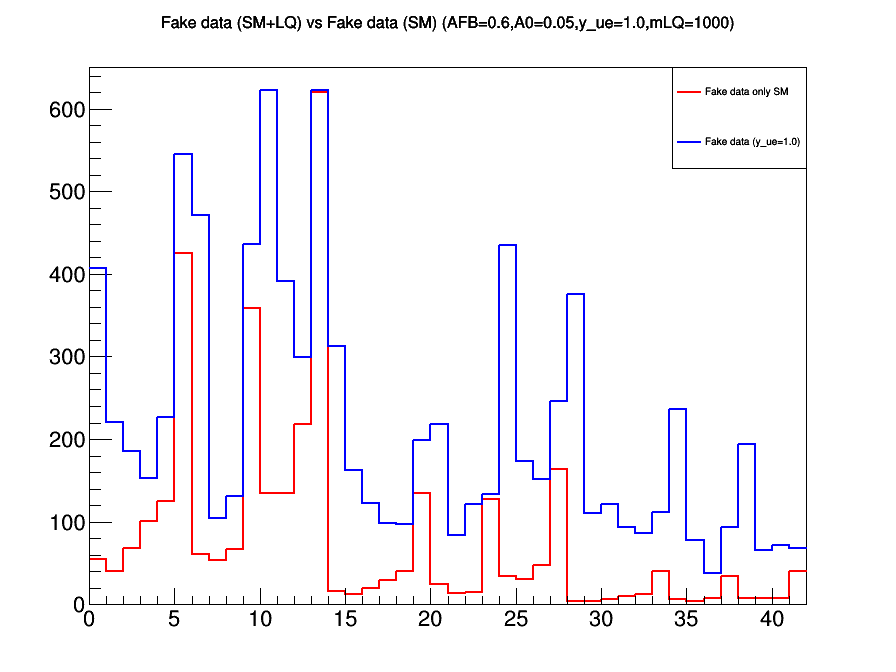 Fake data (SM+LQ) vs Fake data (SM) (AFB=0.6,A0=0.05,y_ue=1.0,mLQ=1000)
Fake data only SM
Fake data (y_ue=1.0)
600
500
400
300
200
100
0
0 5 10 15 20 25 30 35 40